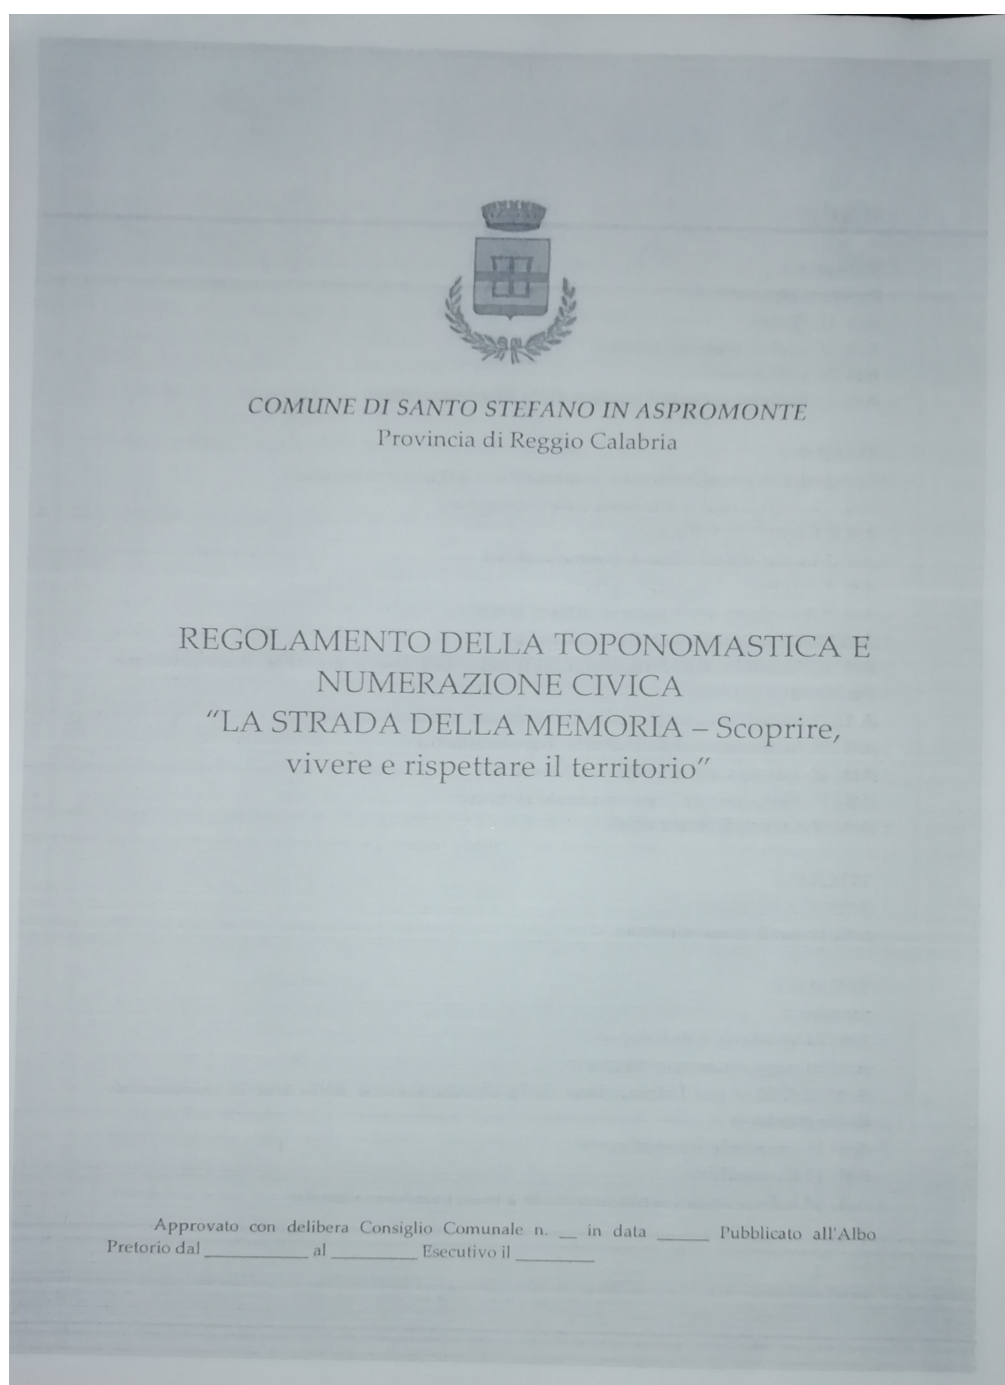 COMUNE DI SANTO STEFANO IN ASPROMONTE
Provincia di Reggio Calabria
REGOLAMENTO DELLA TOPONOMASTICA E
NUMERAZIONE CIVICA
“LA STRADA DELLA MEMORIA – Scoprire,
vivere e rispettare il territorio”
Approvato con delibera Consiglio Comunale n. __ in data ______ Pubblicato all'Albo
Pretorio dal ____________ al __________ Esecutivo il _________